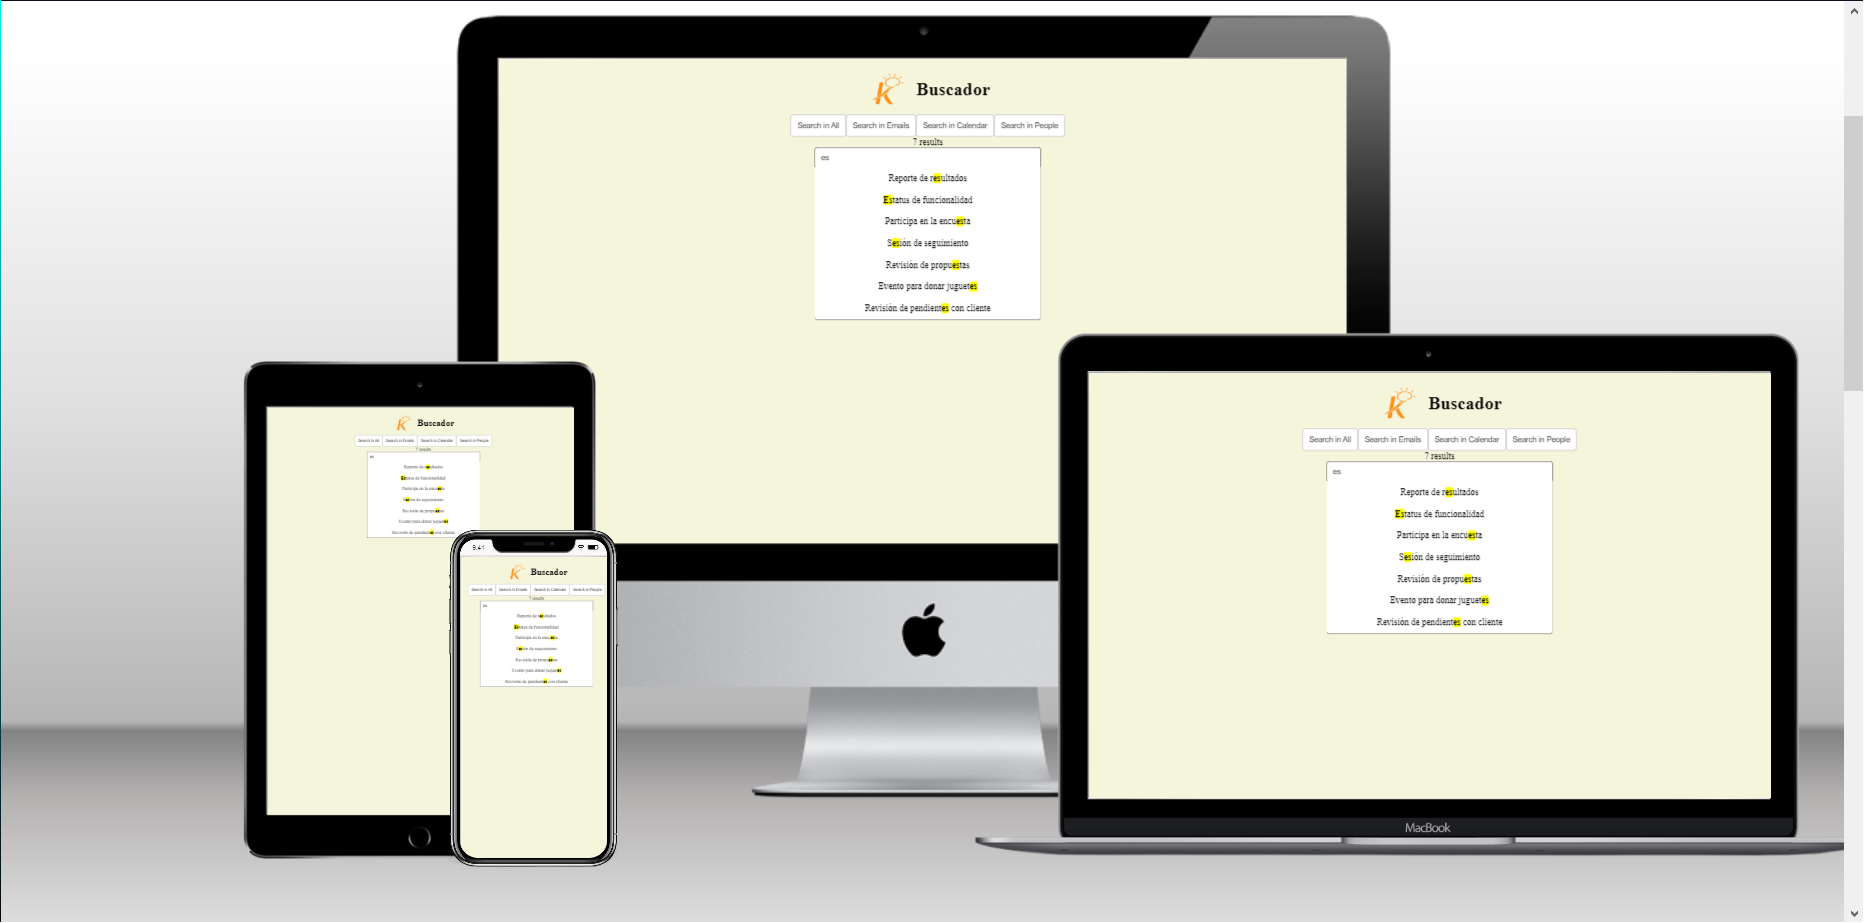 Buscador
Search in All Search in Emails Search in Calendar Search in People
7 results
es
Reporte de resultados
Estatus de funcionalidad
Participa en la encuesta
Sesión de seguimiento
Revisión de propuestas
Evento para donar juguetes
Revisión de pendientes con cliente
Buscador
Search in All Search in Emails Search in Calendar Search in People
7 results
es
Reporte de resultados
Estatus de funcionalidad
Participa en la encuesta
Sesión de seguimiento
Revisión de propuestas
Evento para donar juguetes
Revisión de pendientes con cliente
9:41
Buscador
Search in All Search in Emails Search in Calendar Search in People
7 results
es
Reporte de resultados
Estatus de funcionalidad
Participa en la encuesta
Sesión de seguimiento
Revisión de propuestas
Evento para donar juguetes
Revisión de pendientes con cliente
Buscador
Search in All Search in Emails Search in Calendar Search in People
7 results
es
Reporte de resultados
Estatus de funcionalidad
Participa en la encuesta
Sesión de seguimiento
Revisión de propuestas
Evento para donar juguetes
Revisión de pendientes con cliente
MacBook